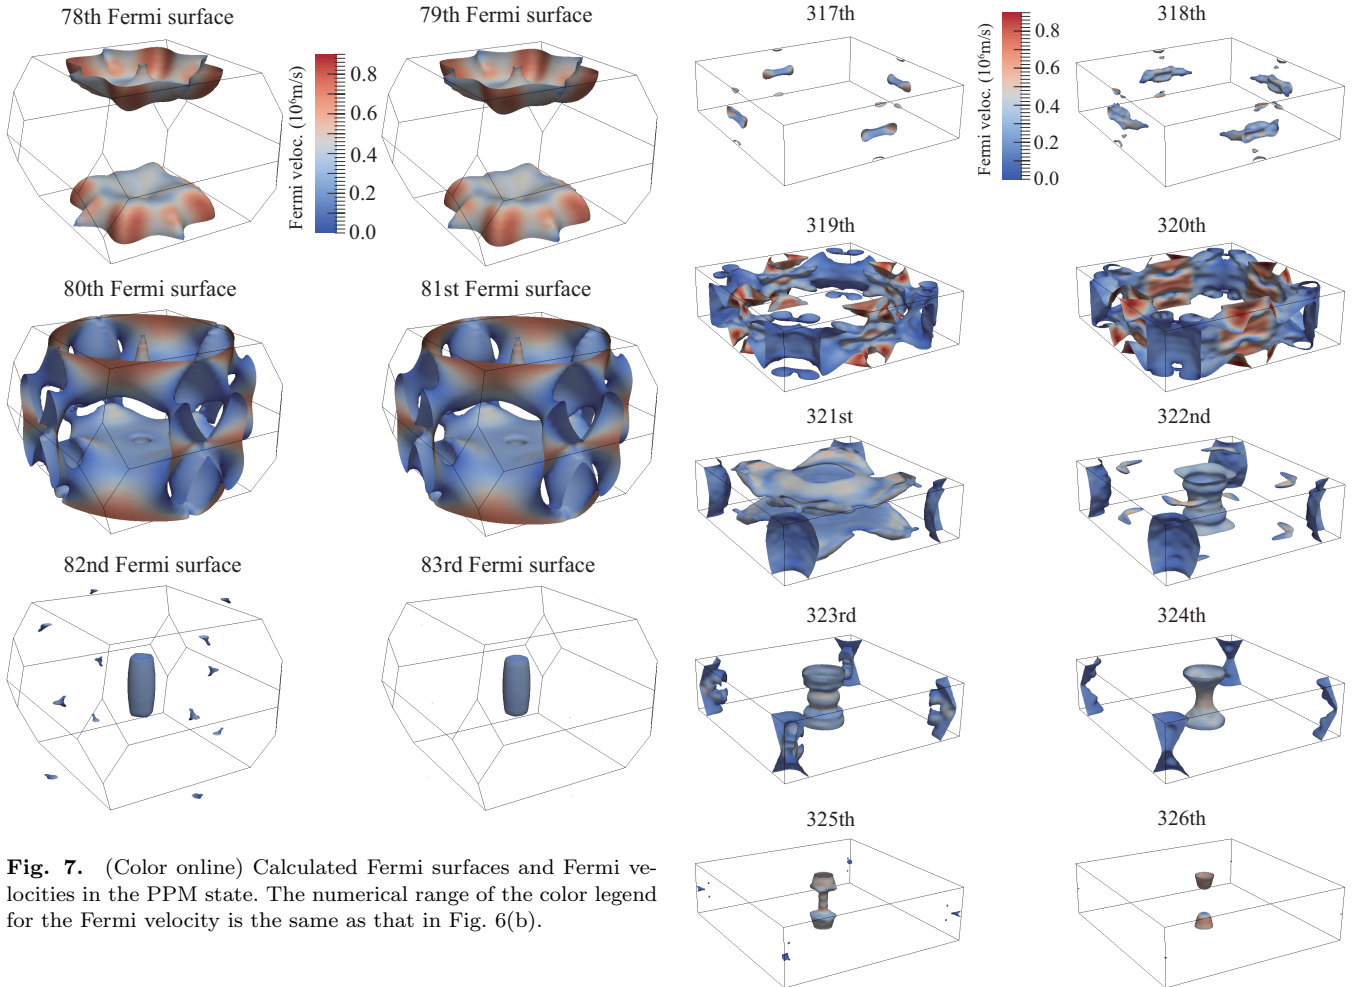 78th Fermi surface
79th Fermi surface
Fermi veloc. (10⁶m/s)
0.8
0.6
0.4
0.2
0.0
80th Fermi surface
81st Fermi surface
82nd Fermi surface
83rd Fermi surface
Fig. 7. (Color online) Calculated Fermi surfaces and Fermi ve-
locities in the PPM state. The numerical range of the color legend
for the Fermi velocity is the same as that in Fig. 6(b).
317th
318th
Fermi veloc. (10⁶m/s)
0.8
0.6
0.4
0.2
0.0
319th
320th
321st
322nd
323rd
324th
325th
326th